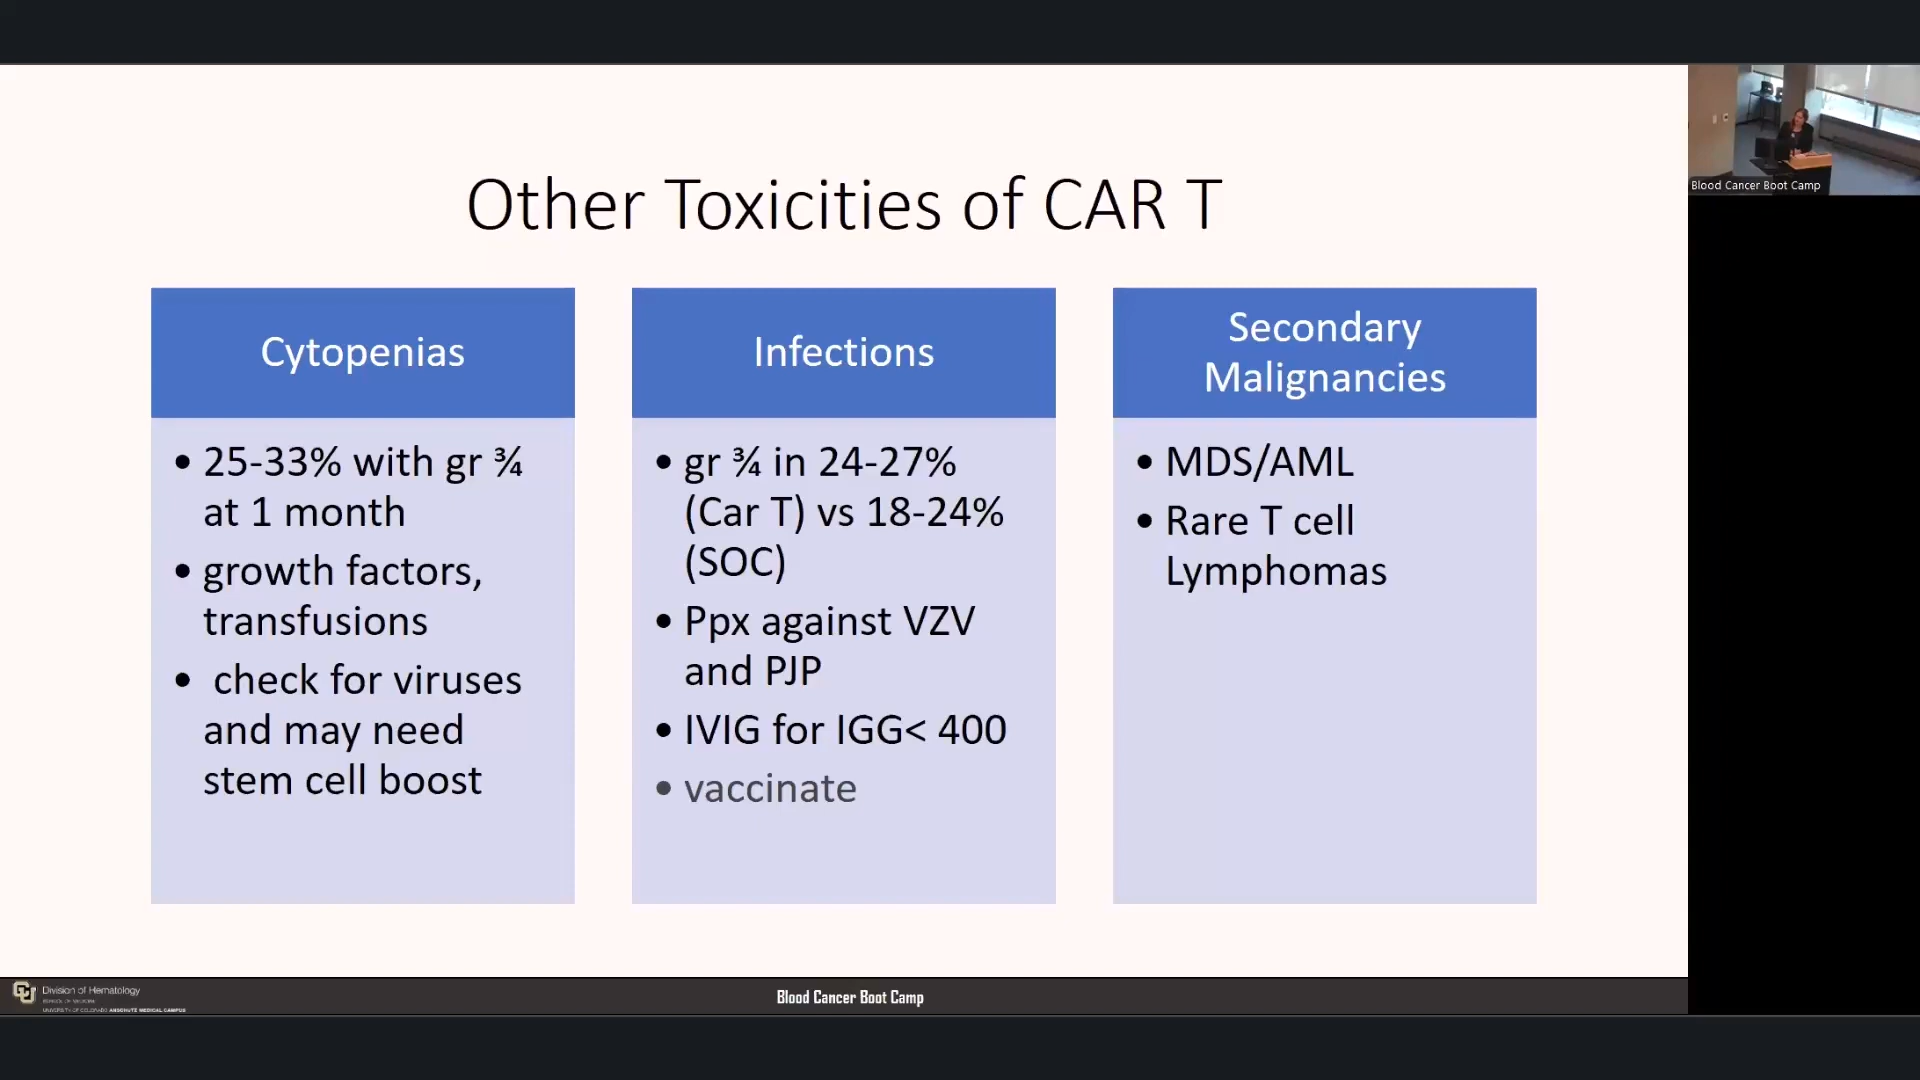 Other Toxicities of CAR T
Cytopenias
• 25-33% with gr ¾
at 1 month
• growth factors,
transfusions
• check for viruses
and may need
stem cell boost
Infections
• gr ¾ in 24-27%
(Car T) vs 18-24%
(SOC)
• Ppx against VZV
and PJP
• IVIG for IGG< 400
• vaccinate
Secondary
Malignancies
• MDS/AML
• Rare T cell
Lymphomas
Blood Cancer Boot Camp
Division of Hematology
SCHOOL OF MEDICINE
UNIVERSITY OF COLORADO ANSCHUTZ MEDICAL CAMPUS
Blood Cancer Boot Camp